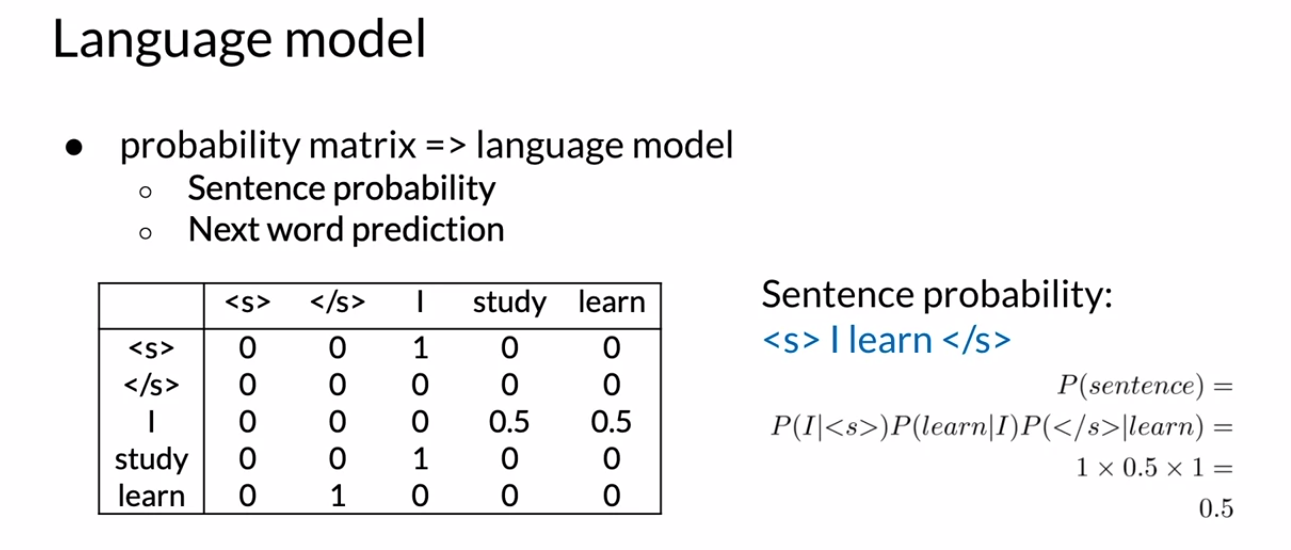 Language model
● probability matrix => language model
○ Sentence probability
○ Next word prediction
<s> </s> I study learn
<s> 0 0 1 0 0
</s> 0 0 0 0 0
I 0 0 0 0.5 0.5
study 0 0 1 0 0
learn 0 1 0 0 0
Sentence probability:
<s> I learn </s>
P(sentence) =
P(I|<s>)P(learn|I)P(</s>|learn) =
1 × 0.5 × 1 =
0.5